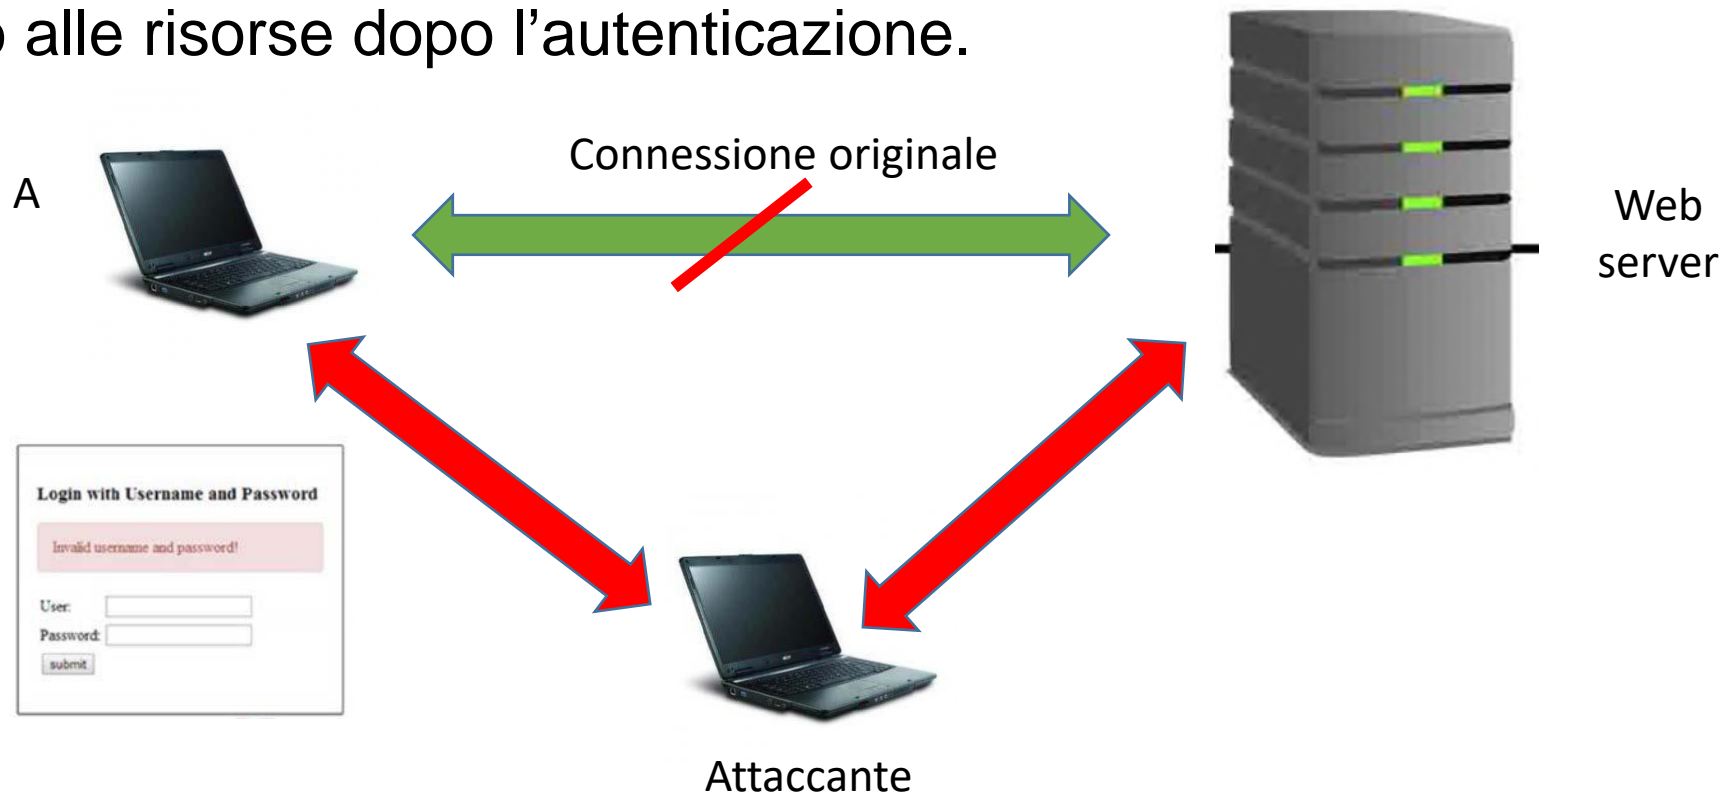 alle risorse dopo l’autenticazione.
Connessione originale
A
Web
server
Login with Username and Password
Invalid username and password!
User:
Password:
submit
Attaccante